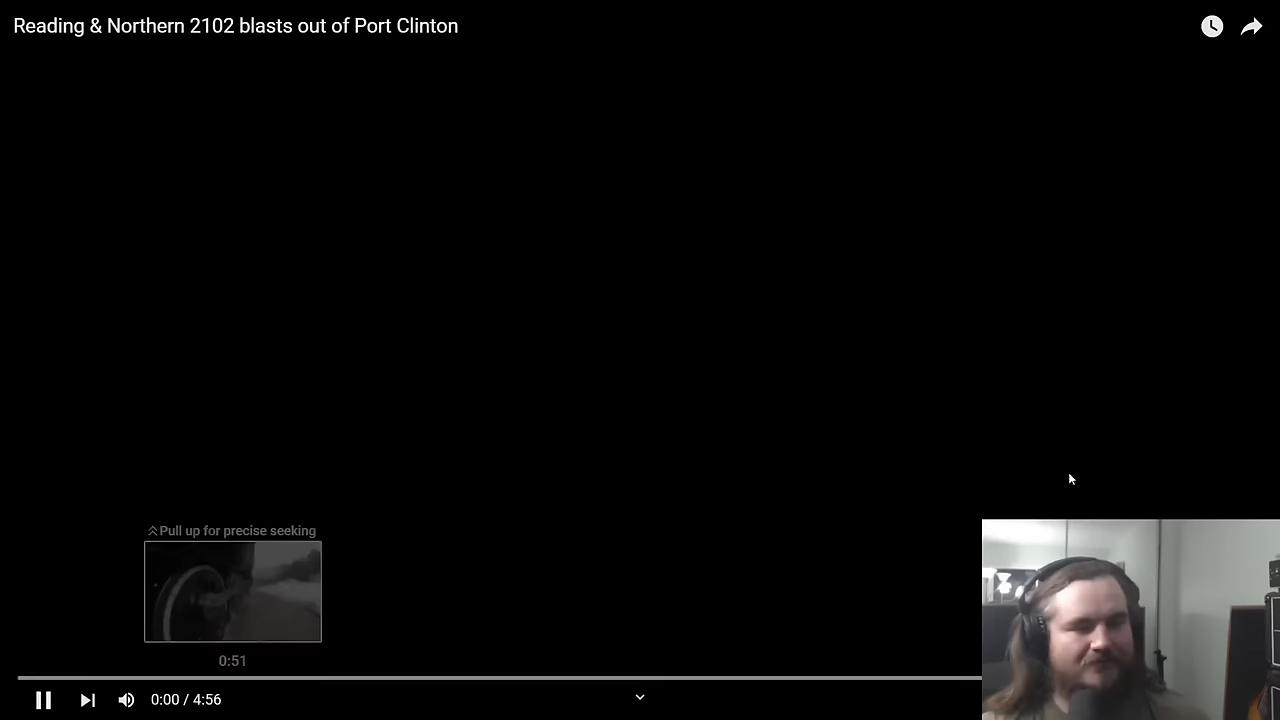 Reading & Northern 2102 blasts out of Port Clinton
Pull up for precise seeking
0:51
0:00 / 4:56